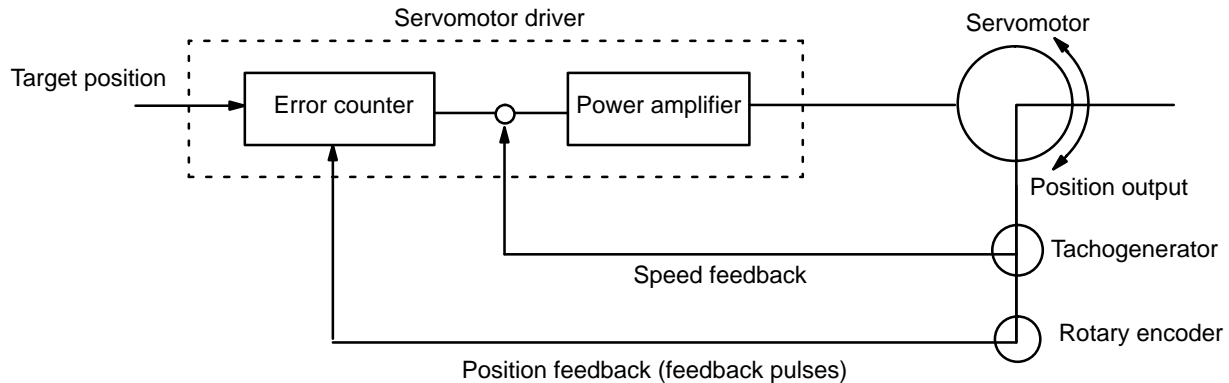 Servomotor driver
Servomotor
Target position
Error counter
Power amplifier
Position output
Tachogenerator
Speed feedback
Rotary encoder
Position feedback (feedback pulses)